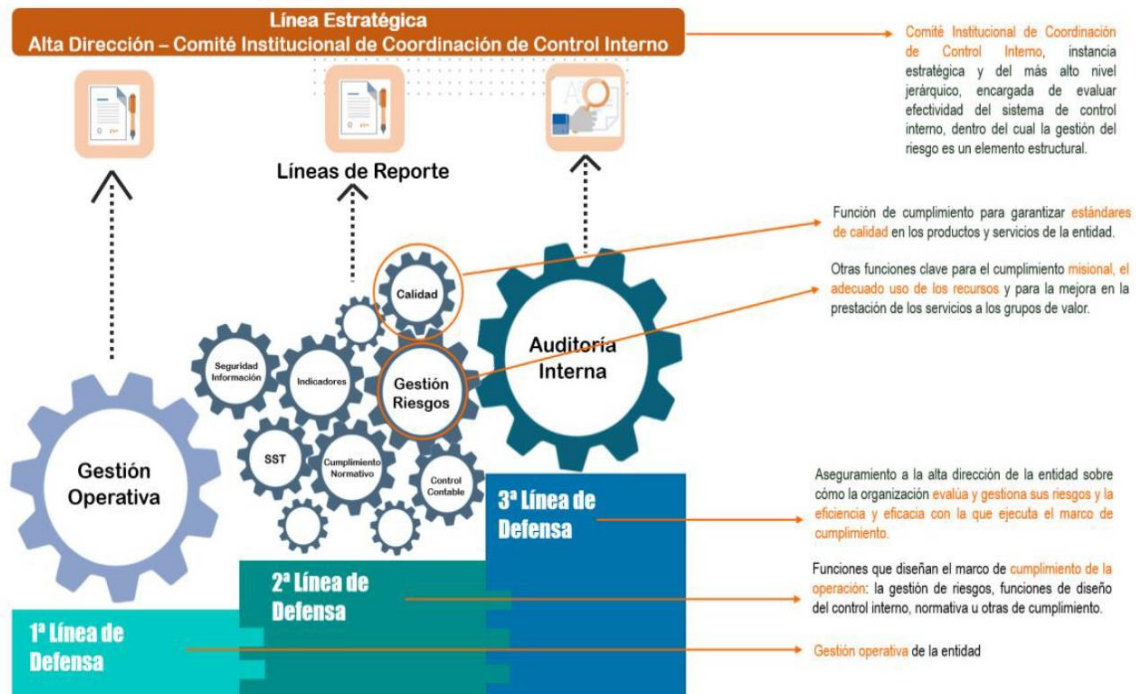 Línea Estratégica
Alta Dirección – Comité Institucional de Coordinación de Control Interno
Comité Institucional de Coordinación
de Control Interno, instancia
estratégica y del más alto nivel
jerárquico, encargada de evaluar
efectividad del sistema de control
interno, dentro del cual la gestión del
riesgo es un elemento estructural.
Líneas de Reporte
Función de cumplimiento para garantizar estándares
de calidad en los productos y servicios de la entidad.
Otras funciones clave para el cumplimiento misional, el
adecuado uso de los recursos y para la mejora en la
prestación de los servicios a los grupos de valor.
Calidad
Seguridad
Información
Indicadores
Gestión
Riesgos
Auditoría
Interna
Gestión
Operativa
SST
Cumplimiento
Normativo
Control
Contable
3ª Línea de
Defensa
Aseguramiento a la alta dirección de la entidad sobre
cómo la organización evalúa y gestiona sus riesgos y la
eficiencia y eficacia con la que ejecuta el marco de
cumplimiento.
2ª Línea de
Defensa
Funciones que diseñan el marco de cumplimiento de la
operación: la gestión de riesgos, funciones de diseño
del control interno, normativa u otras de cumplimiento.
1ª Línea de
Defensa
Gestión operativa de la entidad